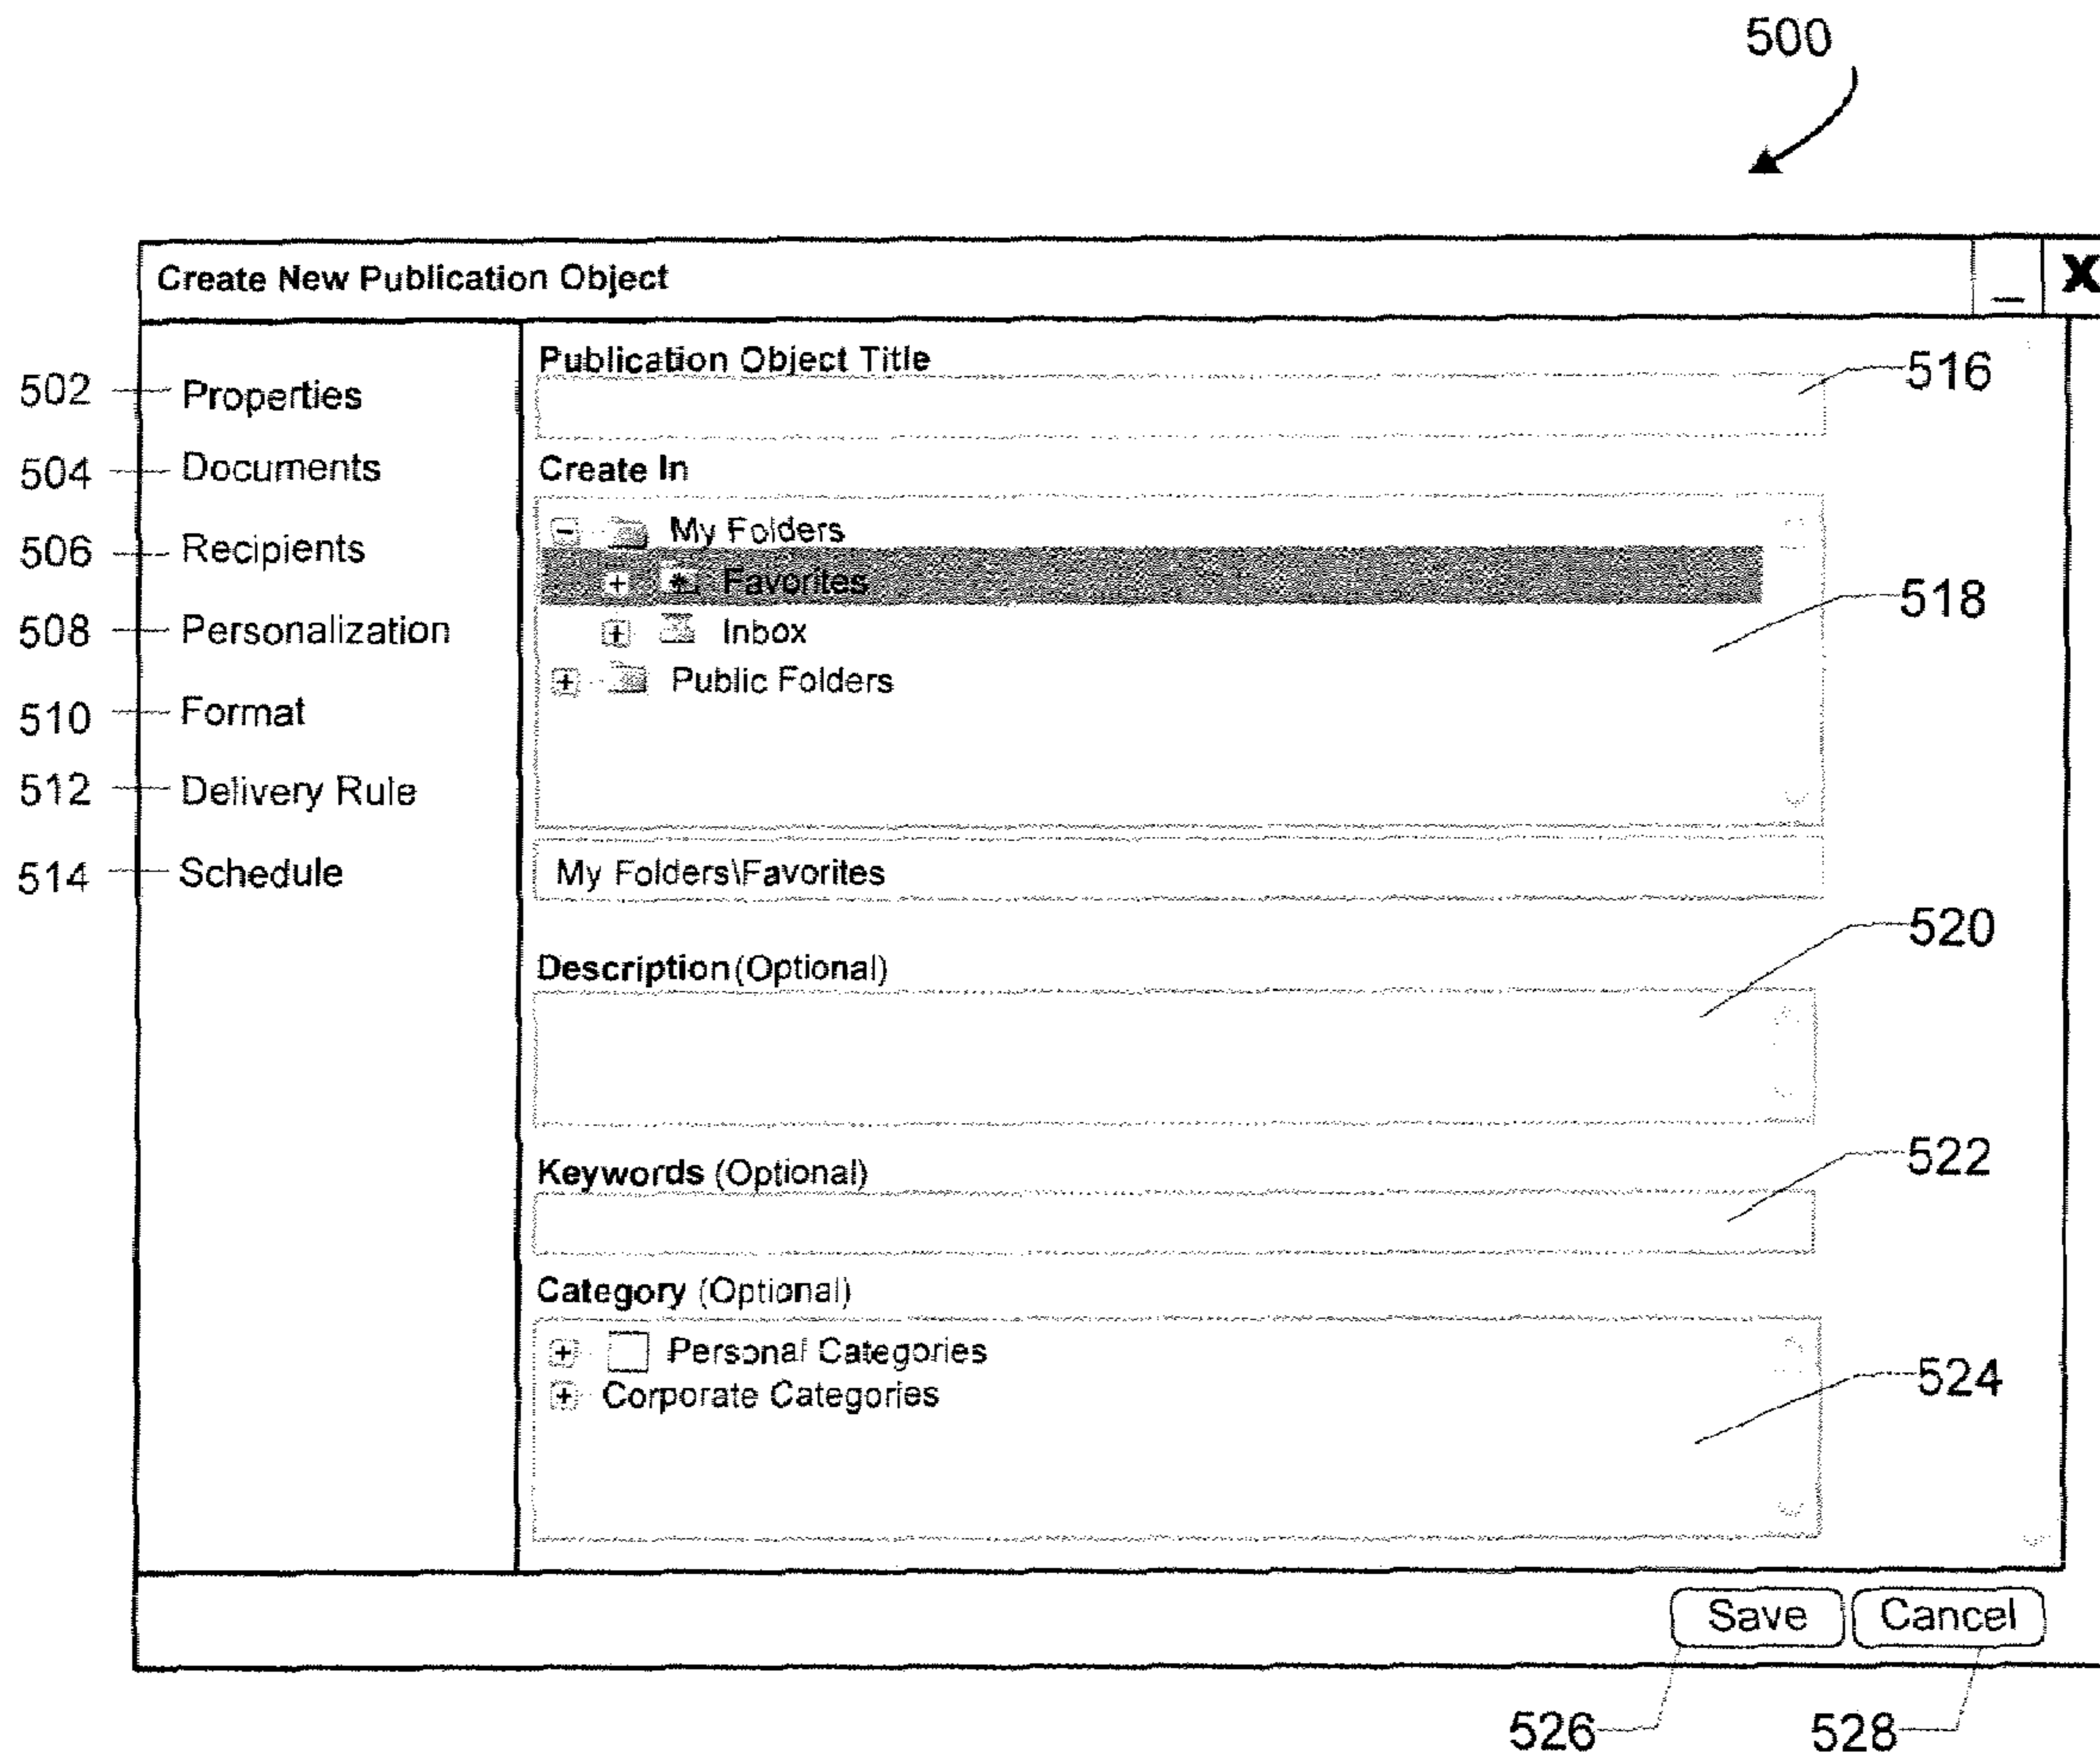 500
Create New Publication Object _ X
502 Properties
504 Documents
506 Recipients
508 Personalization
510 Format
512 Delivery Rule
514 Schedule
Publication Object Title
516
Create In
My Folders
Favorites
Inbox
Public Folders
518
My Folders\Favorites
Description (Optional)
520
Keywords (Optional)
522
Category (Optional)
Personal Categories
Corporate Categories
524
Save Cancel
526 528